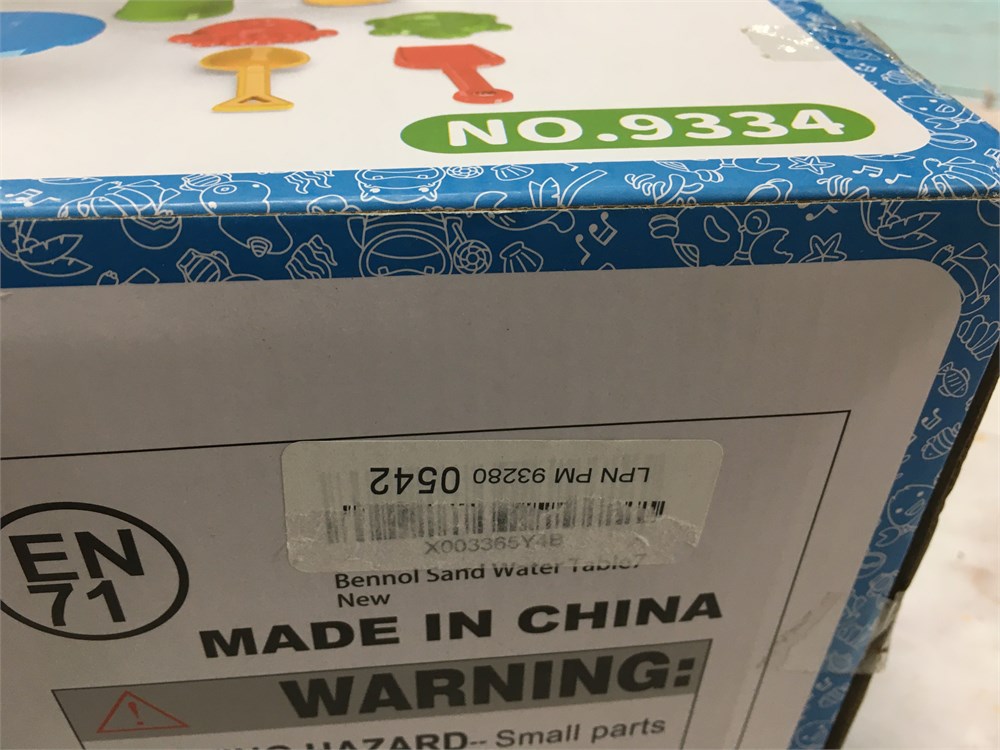 NO.9334
LPN PM 93280 0542
X003365Y4B
Bennol Sand Water Table7
New
EN
71
MADE IN CHINA
WARNING:
HAZARD-- Small parts